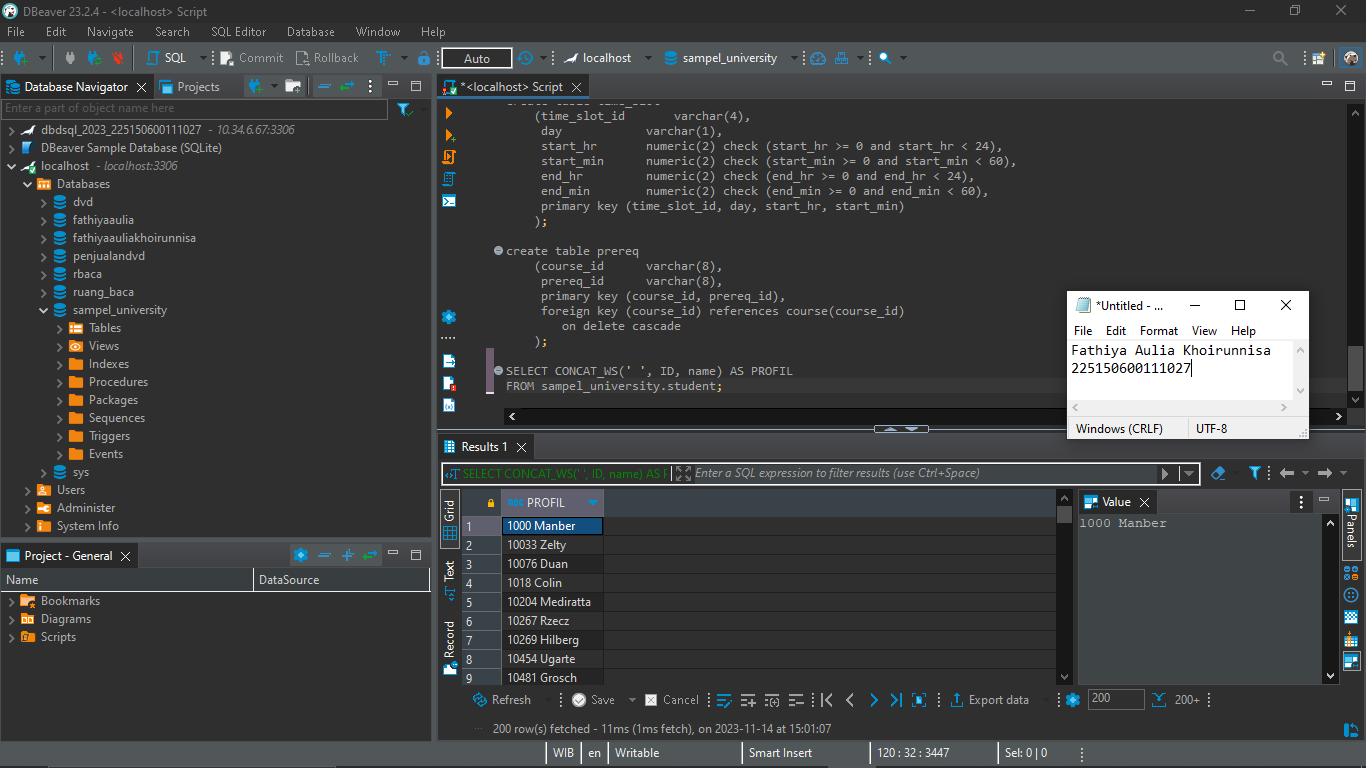 DBeaver 23.2.4 - <localhost> Script
File Edit Navigate Search SQL Editor Database Window Help
SQL Commit Rollback Auto localhost sampel_university
Database Navigator Projects
Enter a part of object name here
dbdsql_2023_225150600111027 - 10.34.6.67:3306
DBeaver Sample Database (SQLite)
localhost - localhost:3306
Databases
dvd
fathiyaaulia
fathiyaauliakhoirunnisa
penjualandvd
rbaca
ruang_baca
sampel_university
Tables
Views
Indexes
Procedures
Packages
Sequences
Triggers
Events
sys
Users
Administer
System Info
Project - General
Name DataSource
Bookmarks
Diagrams
Scripts
*<localhost> Script
create table time_slot
(time_slot_id varchar(4),
day varchar(1),
start_hr numeric(2) check (start_hr >= 0 and start_hr < 24),
start_min numeric(2) check (start_min >= 0 and start_min < 60),
end_hr numeric(2) check (end_hr >= 0 and end_hr < 24),
end_min numeric(2) check (end_min >= 0 and end_min < 60),
primary key (time_slot_id, day, start_hr, start_min)
);
create table prereq
(course_id varchar(8),
prereq_id varchar(8),
primary key (course_id, prereq_id),
foreign key (course_id) references course(course_id)
on delete cascade
);
SELECT CONCAT_WS(' ', ID, name) AS PROFIL
FROM sampel_university.student;
*Untitled - ...
File Edit Format View Help
Fathiya Aulia Khoirunnisa
225150600111027
Windows (CRLF) UTF-8
Results 1
SELECT CONCAT_WS(' ', ID, name) AS P Enter a SQL expression to filter results (use Ctrl+Space)
Grid
Text
Record
PROFIL
1 1000 Manber
2 10033 Zelty
3 10076 Duan
4 1018 Colin
5 10204 Mediratta
6 10267 Rzecz
7 10269 Hilberg
8 10454 Ugarte
9 10481 Grosch
Value
1000 Manber
Panels
Refresh Save Cancel Export data 200 200+
200 row(s) fetched - 11ms (1ms fetch), on 2023-11-14 at 15:01:07
WIB en Writable Smart Insert 120 : 32 : 3447 Sel: 0 | 0